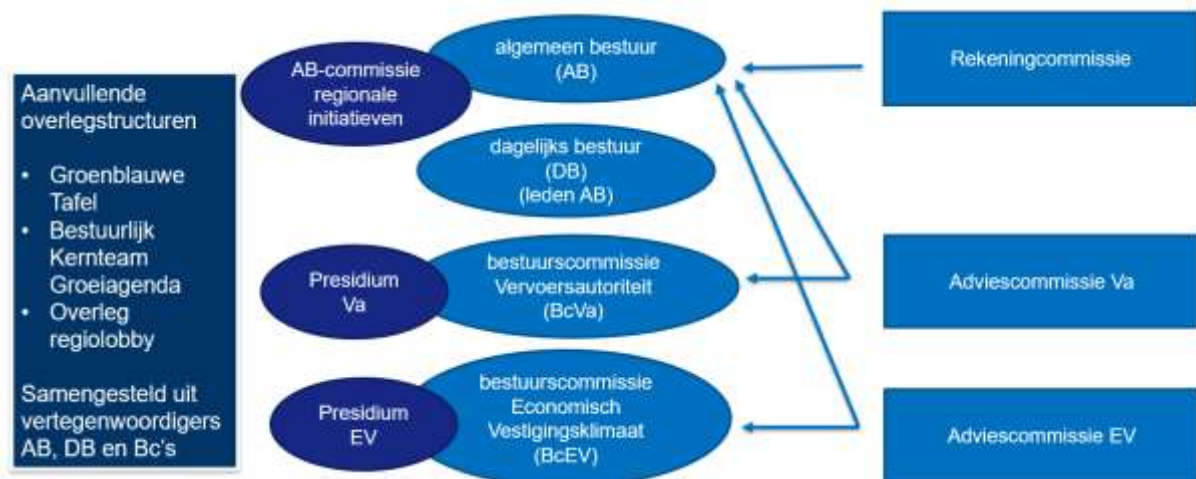 Aanvullende
overlegstructuren
• Groenblauwe
Tafel
• Bestuurlijk
Kernteam
Groeiagenda
• Overleg
regiolobby
Samengesteld uit
vertegenwoordigers
AB, DB en Bc's
AB-commissie
regionale
initiatieven
algemeen bestuur
(AB)
dagelijks bestuur
(DB)
(leden AB)
Presidium
Va
bestuurscommissie
Vervoersautoriteit
(BcVa)
Presidium
EV
bestuurscommissie
Economisch
Vestigingsklimaat
(BcEV)
Rekeningcommissie
Adviescommissie Va
Adviescommissie EV